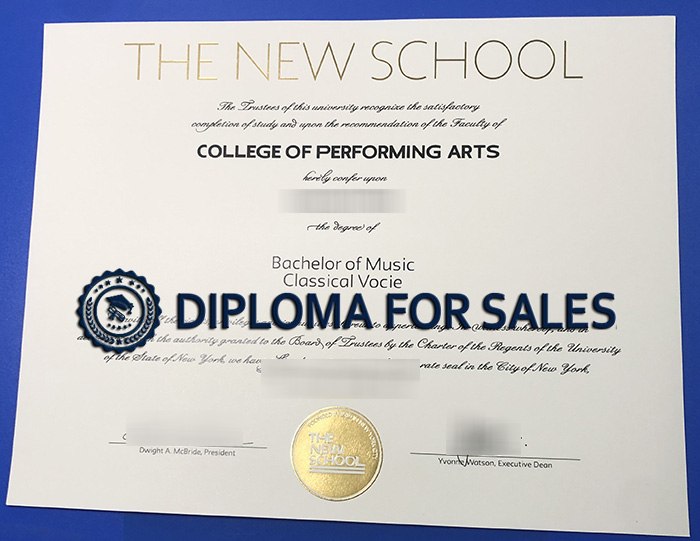 THE NEW SCHOOL
The Trustees of this university recognize the satisfactory
completion of study and upon the recommendation of the Faculty of
COLLEGE OF PERFORMING ARTS
hereby confer upon
the degree of
Bachelor of Music
Classical Vocie
DIPLOMA FOR SALES
the authority granted to the Board of Trustees by the Charter of the Regents of the University
of the State of New York, we have
rate seal in the City of New York,
THE
NEW
SCHOOL
Dwight A. McBride, President
Yvonne Watson, Executive Dean